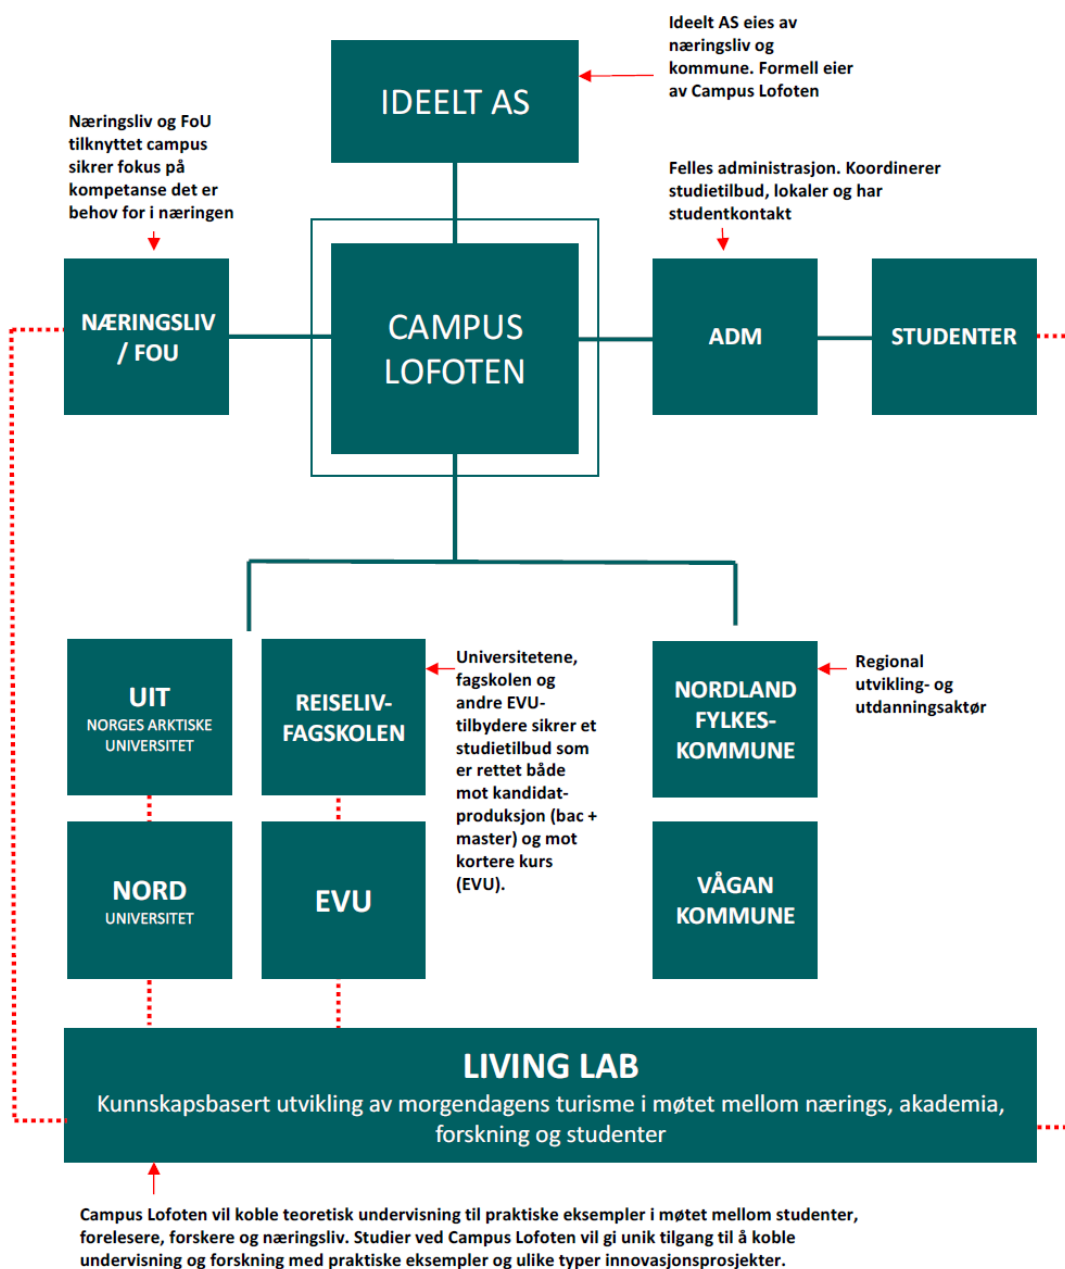 Ideelt AS eies av
næringsliv og
kommune. Formell eier
av Campus Lofoten
IDEELT AS
Næringsliv og FoU
tilknyttet campus
sikrer fokus på
kompetanse det er
behov for i næringen
Felles administrasjon. Koordinerer
studietilbud, lokaler og har
studentkontakt
NÆRINGSLIV
/ FOU
CAMPUS
LOFOTEN
ADM
STUDENTER
UIT
NORGES ARKTISKE
UNIVERSITET
REISELIV-
FAGSKOLEN
Universitetene,
fagskolen og
andre EVU-
tilbydere sikrer et
studietilbud som
er rettet både
mot kandidat-
produksjon (bac +
master) og mot
kortere kurs
(EVU).
NORDLAND
FYLKES-
KOMMUNE
Regional
utvikling- og
utdanningsaktør
NORD
UNIVERSITET
EVU
VÅGAN
KOMMUNE
LIVING LAB
Kunnskapsbasert utvikling av morgendagens turisme i møtet mellom nærings, akademia,
forskning og studenter
Campus Lofoten vil koble teoretisk undervisning til praktiske eksempler i møtet mellom studenter,
forelesere, forskere og næringsliv. Studier ved Campus Lofoten vil gi unik tilgang til å koble
undervisning og forskning med praktiske eksempler og ulike typer innovasjonsprosjekter.